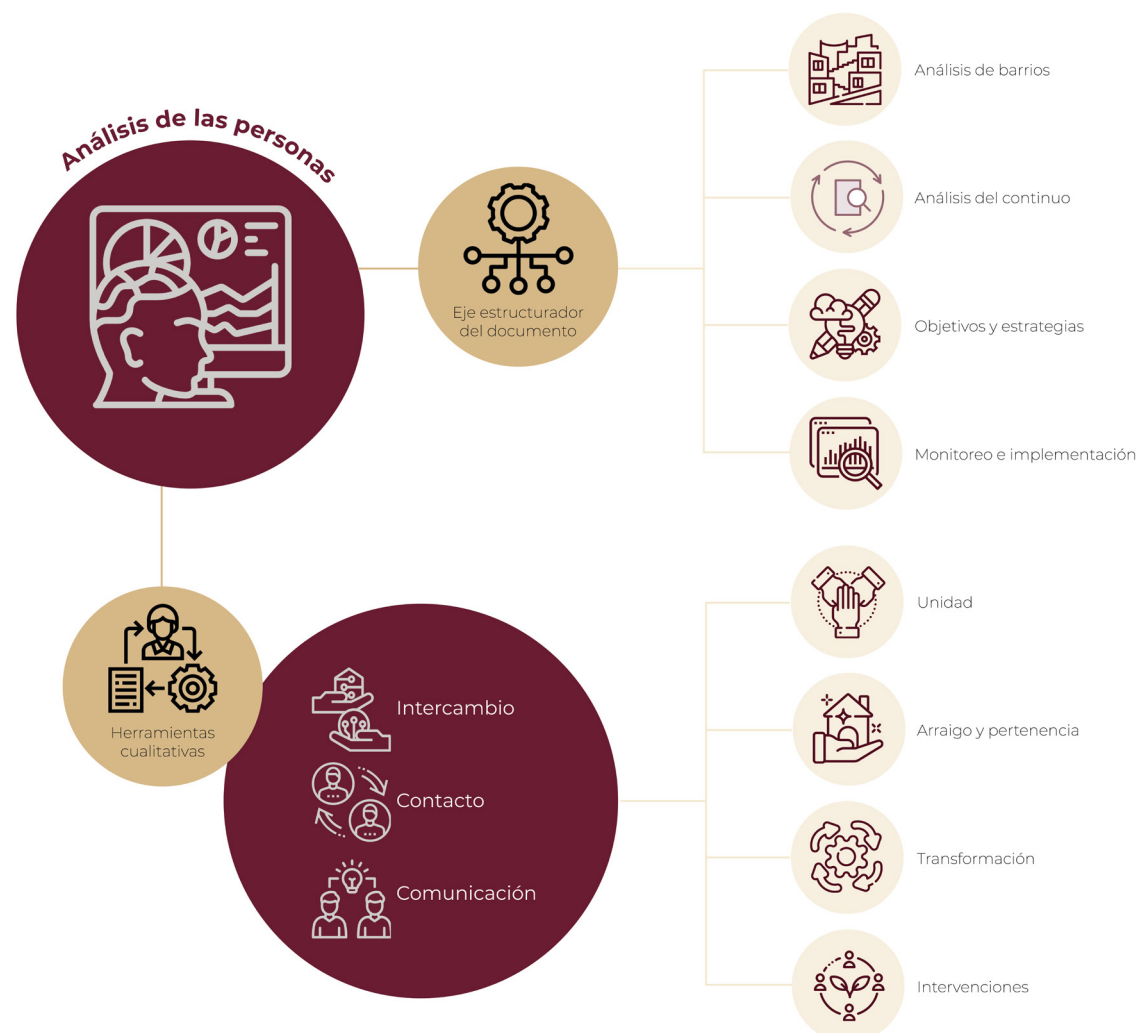 Análisis de las personas
Eje estructurador
del documento
Análisis de barrios
Análisis del continuo
Objetivos y estrategias
Monitoreo e implementación
Herramientas
cualitativas
Intercambio
Contacto
Comunicación
Unidad
Arraigo y pertenencia
Transformación
Intervenciones